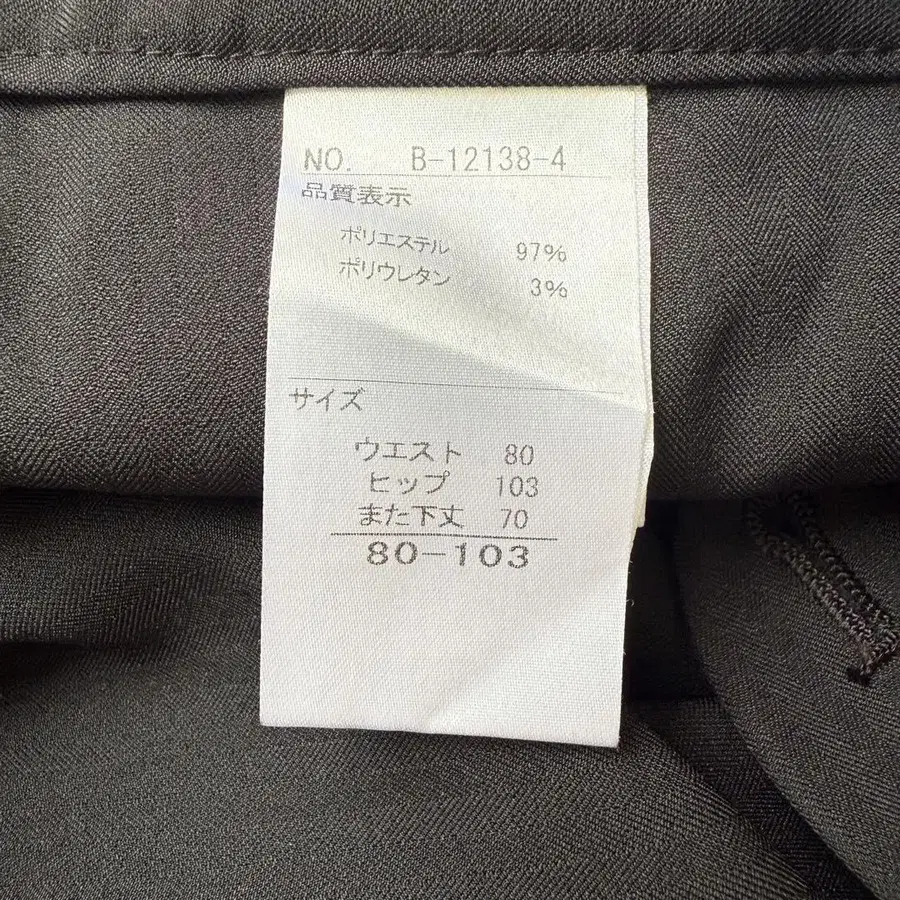 NO. B-12138-4
品質表示
ポリエステル 97%
ポリウレタン 3%
サイズ
ウエスト 80
ヒップ 103
また下丈 70
80-103